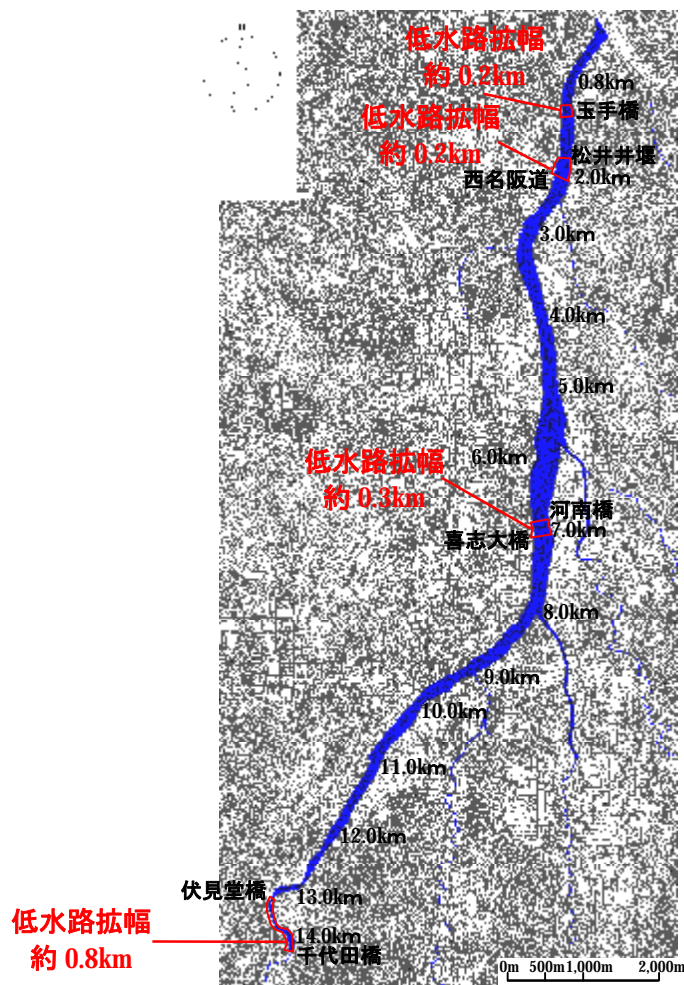 低水路拡幅
約 0.2km
0.8km
玉手橋
低水路拡幅
約 0.2km
松井井堰
西名阪道
2.0km
3.0km
4.0km
5.0km
6.0km
低水路拡幅
約 0.3km
河南橋
7.0km
喜志大橋
8.0km
9.0km
10.0km
11.0km
12.0km
伏見堂橋
13.0km
低水路拡幅
約 0.8km
14.0km
千代田橋
0m 500m 1,000m 2,000m